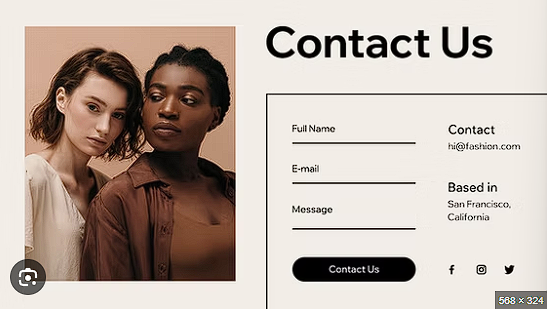 Contact Us
Full Name
E-mail
Message
Contact Us
Contact
hi@fashion.com
Based in
San Francisco,
California
568 × 324